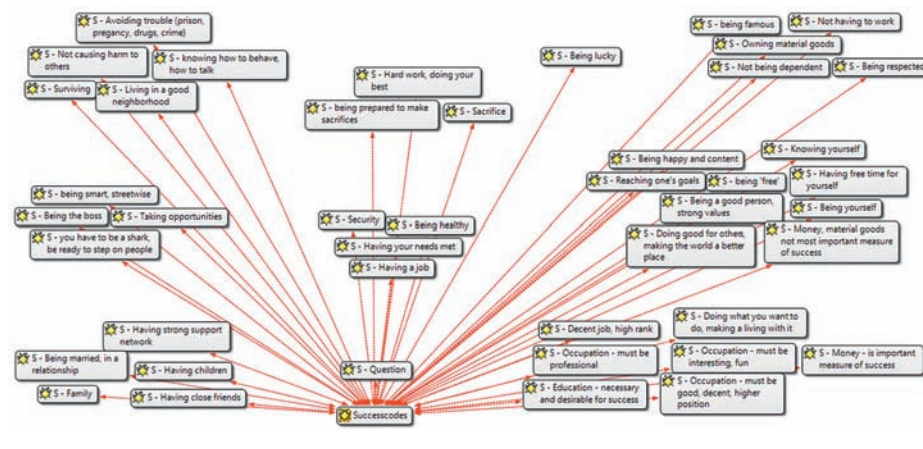 S - Avoiding trouble (prison,
pregancy, drugs, crime)
S - Not causing harm to
others
S - knowing how to behave,
how to talk
S - Surviving
S - Living in a good
neighborhood
S - Being lucky
S - Hard work, doing your
best
S - being prepared to make
sacrifices
S - Sacrifice
S - being famous
S - Not having to work
S - Owning material goods
S - Not being dependent
S - Being respected
S - being smart, streetwise
S - Being the boss
S - Taking opportunities
S - you have to be a shark,
be ready to step on people
S - Security
S - Being healthy
S - Having your needs met
S - Having a job
S - Being happy and content
S - Knowing yourself
S - Reaching one's goals
S - being 'free'
S - Having free time for
yourself
S - Being a good person,
strong values
S - Being yourself
S - Doing good for others,
making the world a better
place
S - Money, material goods
not most important measure
of success
S - Having strong support
network
S - Being married, in a
relationship
S - Having children
S - Family
S - Having close friends
S - Question
Successcodes
S - Decent job, high rank
S - Doing what you want to
do, making a living with it
S - Occupation - must be
professional
S - Occupation - must be
interesting, fun
S - Money - is important
measure of success
S - Education - necessary
and desirable for success
S - Occupation - must be
good, decent, higher
position